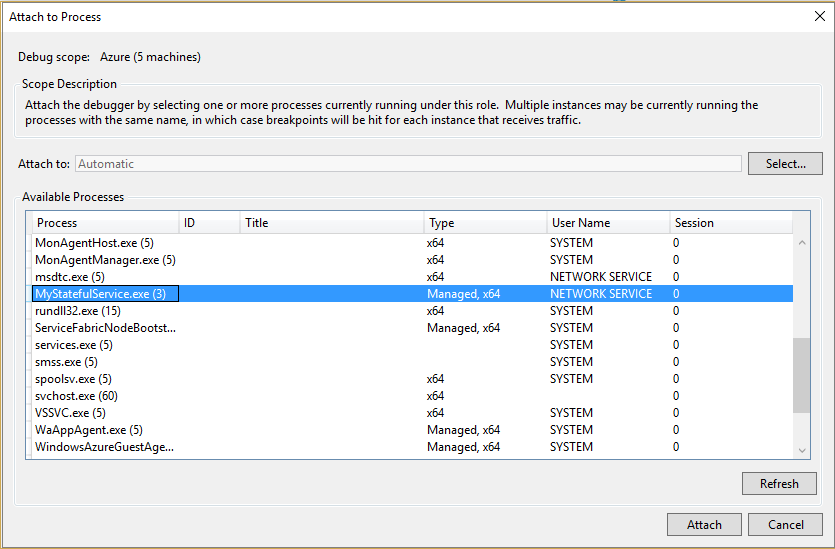 Attach to Process
Debug scope: Azure (5 machines)
Scope Description
Attach the debugger by selecting one or more processes currently running under this role. Multiple instances may be currently running the
processes with the same name, in which case breakpoints will be hit for each instance that receives traffic.
Attach to: Automatic Select...
Available Processes
Process ID Title Type User Name Session
MonAgentHost.exe (5) x64 SYSTEM 0
MonAgentManager.exe (5) x64 SYSTEM 0
msdtc.exe (5) x64 NETWORK SERVICE 0
MyStatefulService.exe (3) Managed, x64 NETWORK SERVICE 0
rundll32.exe (15) x64 SYSTEM 0
ServiceFabricNodeBootst... Managed, x64 SYSTEM 0
services.exe (5) SYSTEM 0
smss.exe (5) SYSTEM 0
spoolsv.exe (5) x64 SYSTEM 0
svchost.exe (60) x64 0
VSSVC.exe (5) x64 SYSTEM 0
WaAppAgent.exe (5) Managed, x64 SYSTEM 0
WindowsAzureGuestAge... Managed, x64 SYSTEM 0
Refresh
Attach Cancel